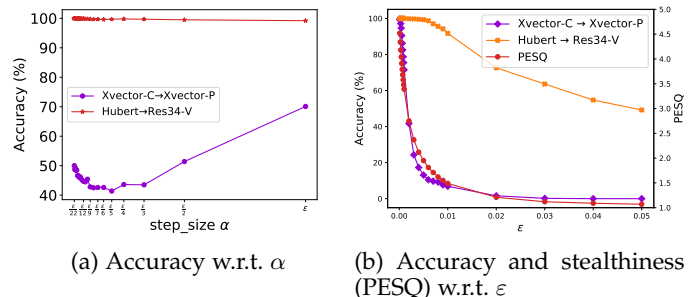 100
90
80
70
60
50
40
Accuracy (%)
Xvector-C→Xvector-P
Hubert→Res34-V
ε/22 ε/12 ε/9 ε/7 ε/6 ε/5 ε/4 ε/3 ε/2 ε
step_size α
(a) Accuracy w.r.t. α
100
80
60
40
20
0
Accuracy (%)
Xvector-C → Xvector-P
Hubert → Res34-V
PESQ
5.0
4.5
4.0
3.5
3.0
2.5
2.0
1.5
1.0
PESQ
0.00 0.01 0.02 0.03 0.04 0.05
ε
(b) Accuracy and stealthiness
(PESQ) w.r.t. ε